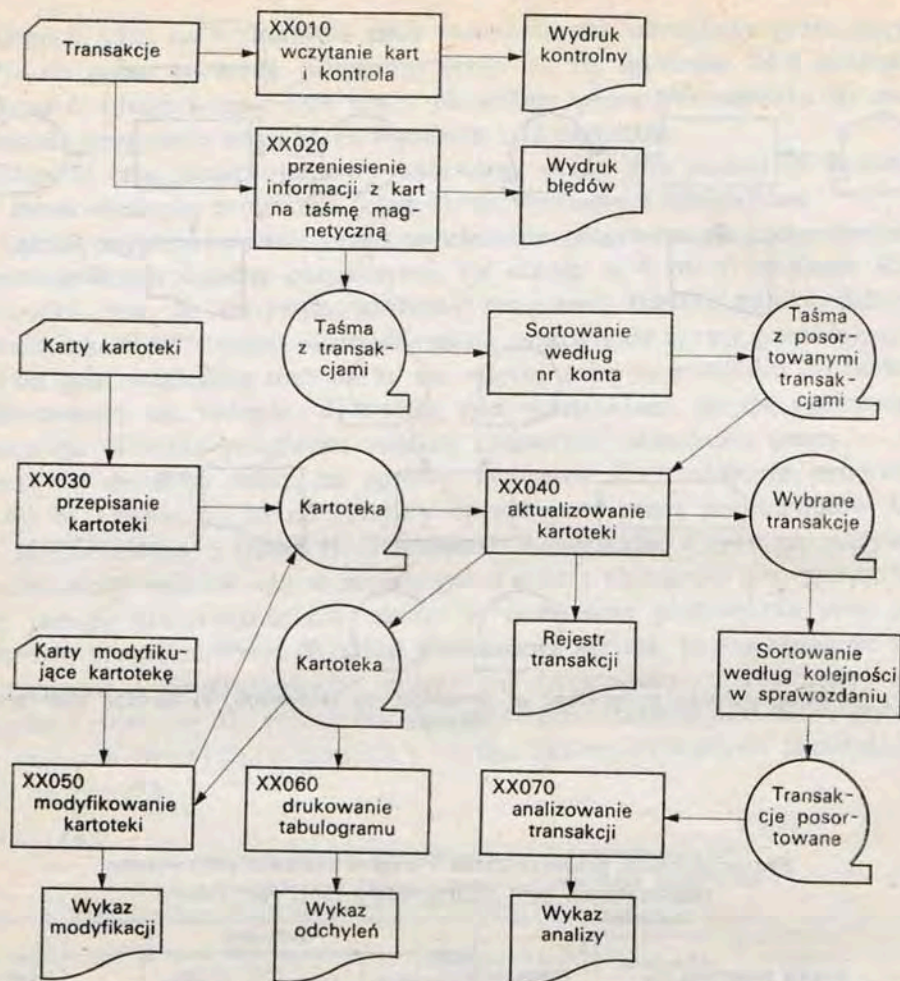 Transakcje
XX010
wczytanie kart
i kontrola
Wydruk
kontrolny
XX020
przeniesienie
informacji z kart
na taśmę mag-
netyczną
Wydruk
błędów
Karty kartoteki
Taśma
z transak-
cjami
Sortowanie
według
nr konta
Taśma
z posor-
towanymi
transak-
cjami
XX030
przepisanie
kartoteki
Kartoteka
XX040
aktualizowanie
kartoteki
Wybrane
transakcje
Karty modyfiku-
jące kartotekę
Kartoteka
Rejestr
transakcji
Sortowanie
według kolejności
w sprawozdaniu
XX050
modyfikowanie
kartoteki
XX060
drukowanie
tabulogramu
XX070
analizowanie
transakcji
Transak-
cje posor-
towane
Wykaz
modyfikacji
Wykaz
odchyleń
Wykaz
analizy